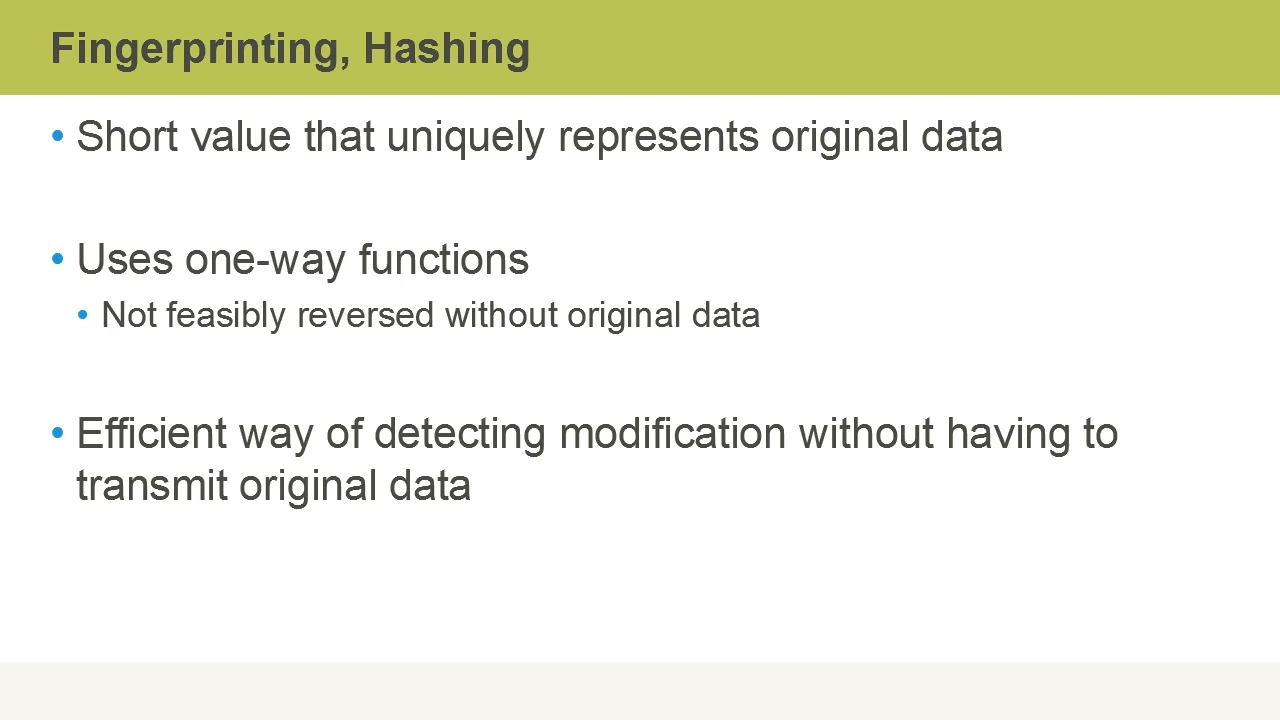 Fingerprinting, Hashing
• Short value that uniquely represents original data
• Uses one-way functions
• Not feasibly reversed without original data
• Efficient way of detecting modification without having to
transmit original data